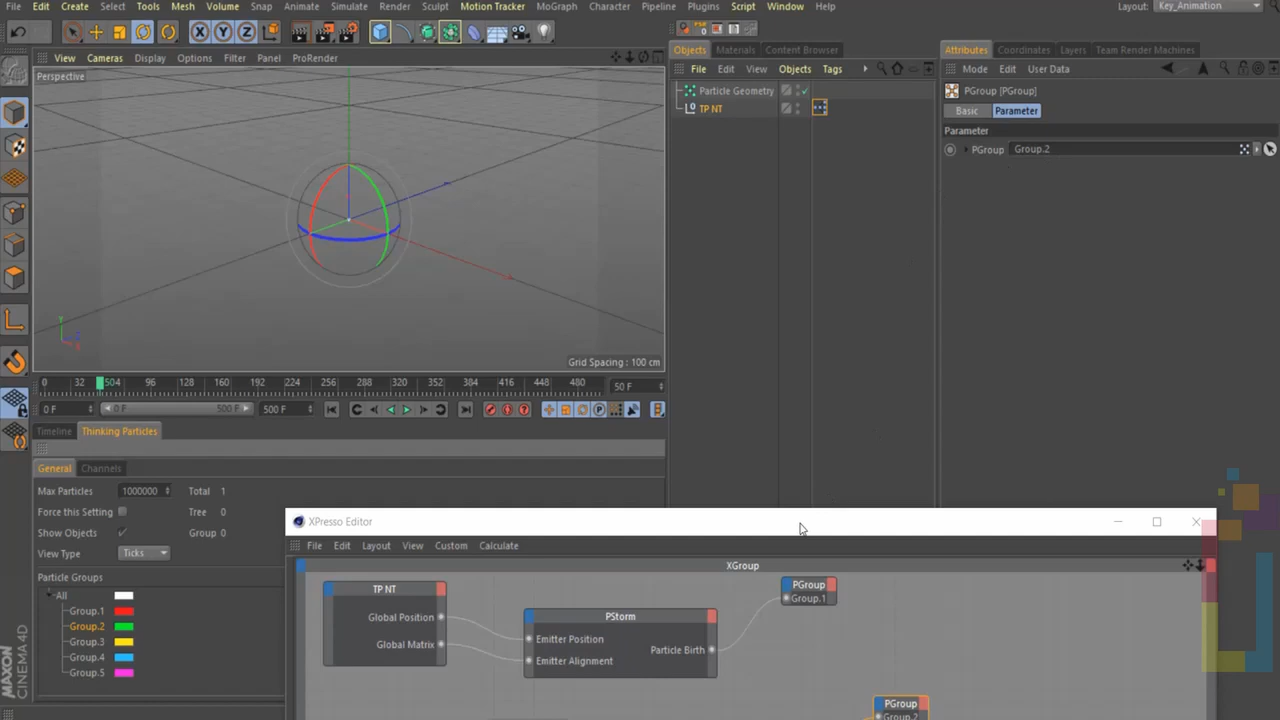 File Edit Create Select Tools Mesh Volume Snap Animate Simulate Render Sculpt Motion Tracker MoGraph Character Pipeline Plugins Script Window Help Layout: Key_Animation
X Y Z
Objects Materials Content Browser
Attributes Coordinates Layers Team Render Machines
View Cameras Display Options Filter Panel ProRender
File Edit View Objects Tags
Mode Edit User Data
Perspective
Particle Geometry
TP NT
PGroup [PGroup]
Basic Parameter
Parameter
PGroup Group.2
Y
Grid Spacing : 100 cm
0 32 504 96 128 160 192 224 256 288 320 352 384 416 448 480 50 F
0 F 0 F 500 F 500 F
P
Timeline Thinking Particles
General Channels
Max Particles 1000000 Total 1
Force this Setting Tree 0
Show Objects Group 0
View Type Ticks
Particle Groups
All
Group.1
Group.2
Group.3
Group.4
Group.5
XPresso Editor
File Edit Layout View Custom Calculate
XGroup
TP NT
Global Position
Global Matrix
PStorm
Emitter Position
Emitter Alignment
Particle Birth
PGroup
Group.1
PGroup
Group.2
MAXON
CINEMA4D